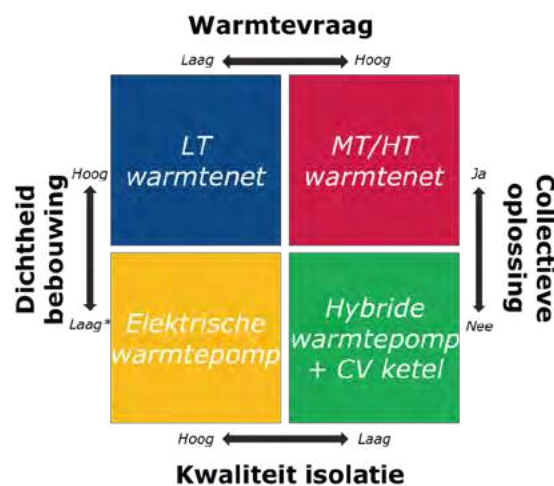 Warmtevraag
Laag
Hoog
LT
warmtenet
MT/HT
warmtenet
Hoog
Ja
Dichtheid
bebouwing
Collectieve
oplossing
Laag*
Nee
Elektrische
warmtepomp
Hybride
warmtepomp
+ CV ketel
Hoog
Laag
Kwaliteit isolatie